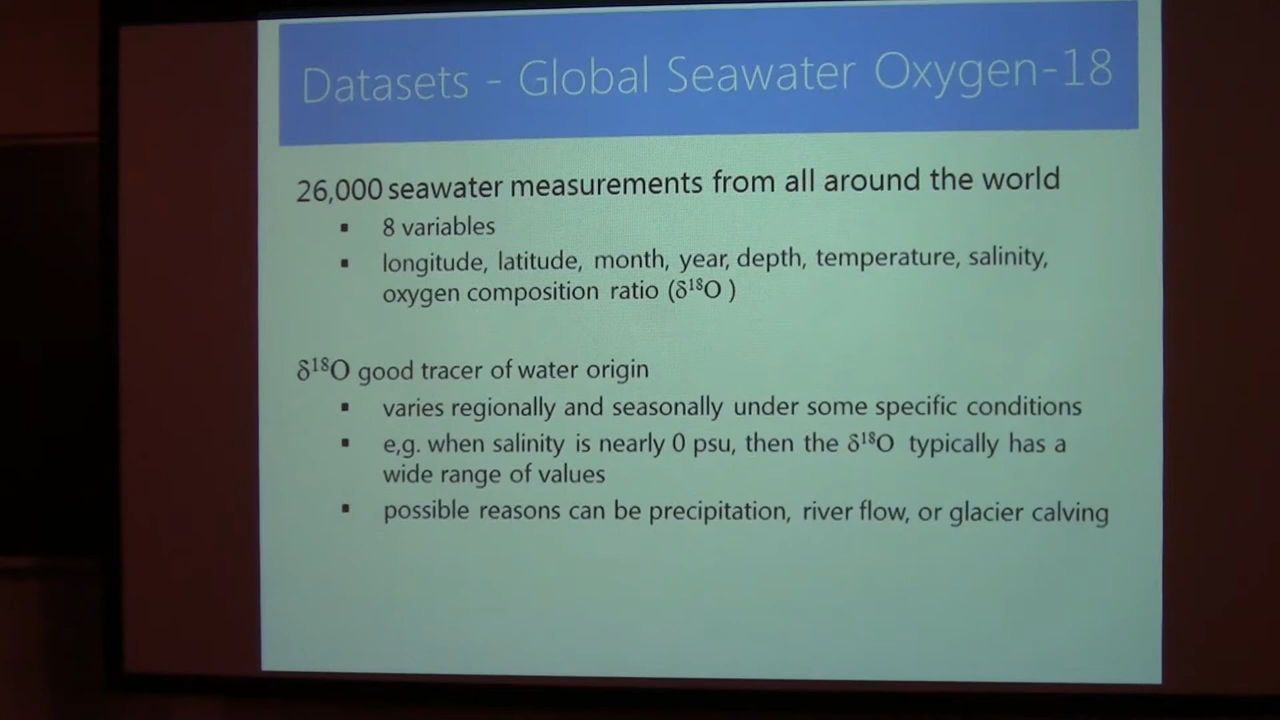 Datasets - Global Seawater Oxygen-18
26,000 seawater measurements from all around the world
▪ 8 variables
▪ longitude, latitude, month, year, depth, temperature, salinity,
oxygen composition ratio (δ¹⁸O )
δ¹⁸O good tracer of water origin
▪ varies regionally and seasonally under some specific conditions
▪ e,g. when salinity is nearly 0 psu, then the δ¹⁸O typically has a
wide range of values
▪ possible reasons can be precipitation, river flow, or glacier calving